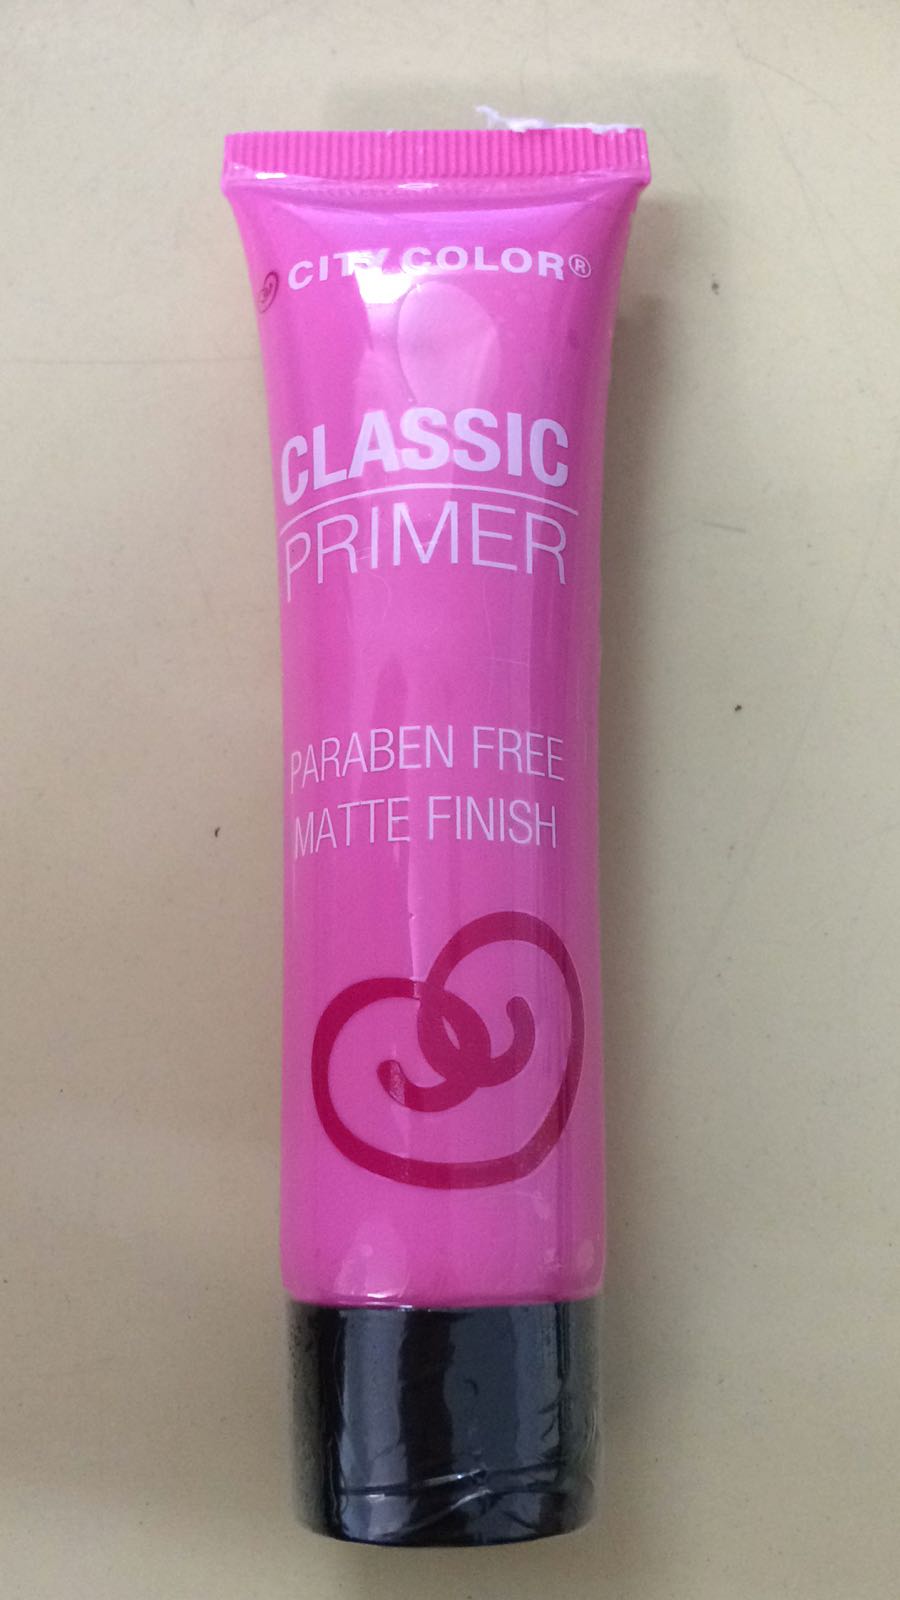 CITY COLOR®
CLASSIC
PRIMER
PARABEN FREE
MATTE FINISH